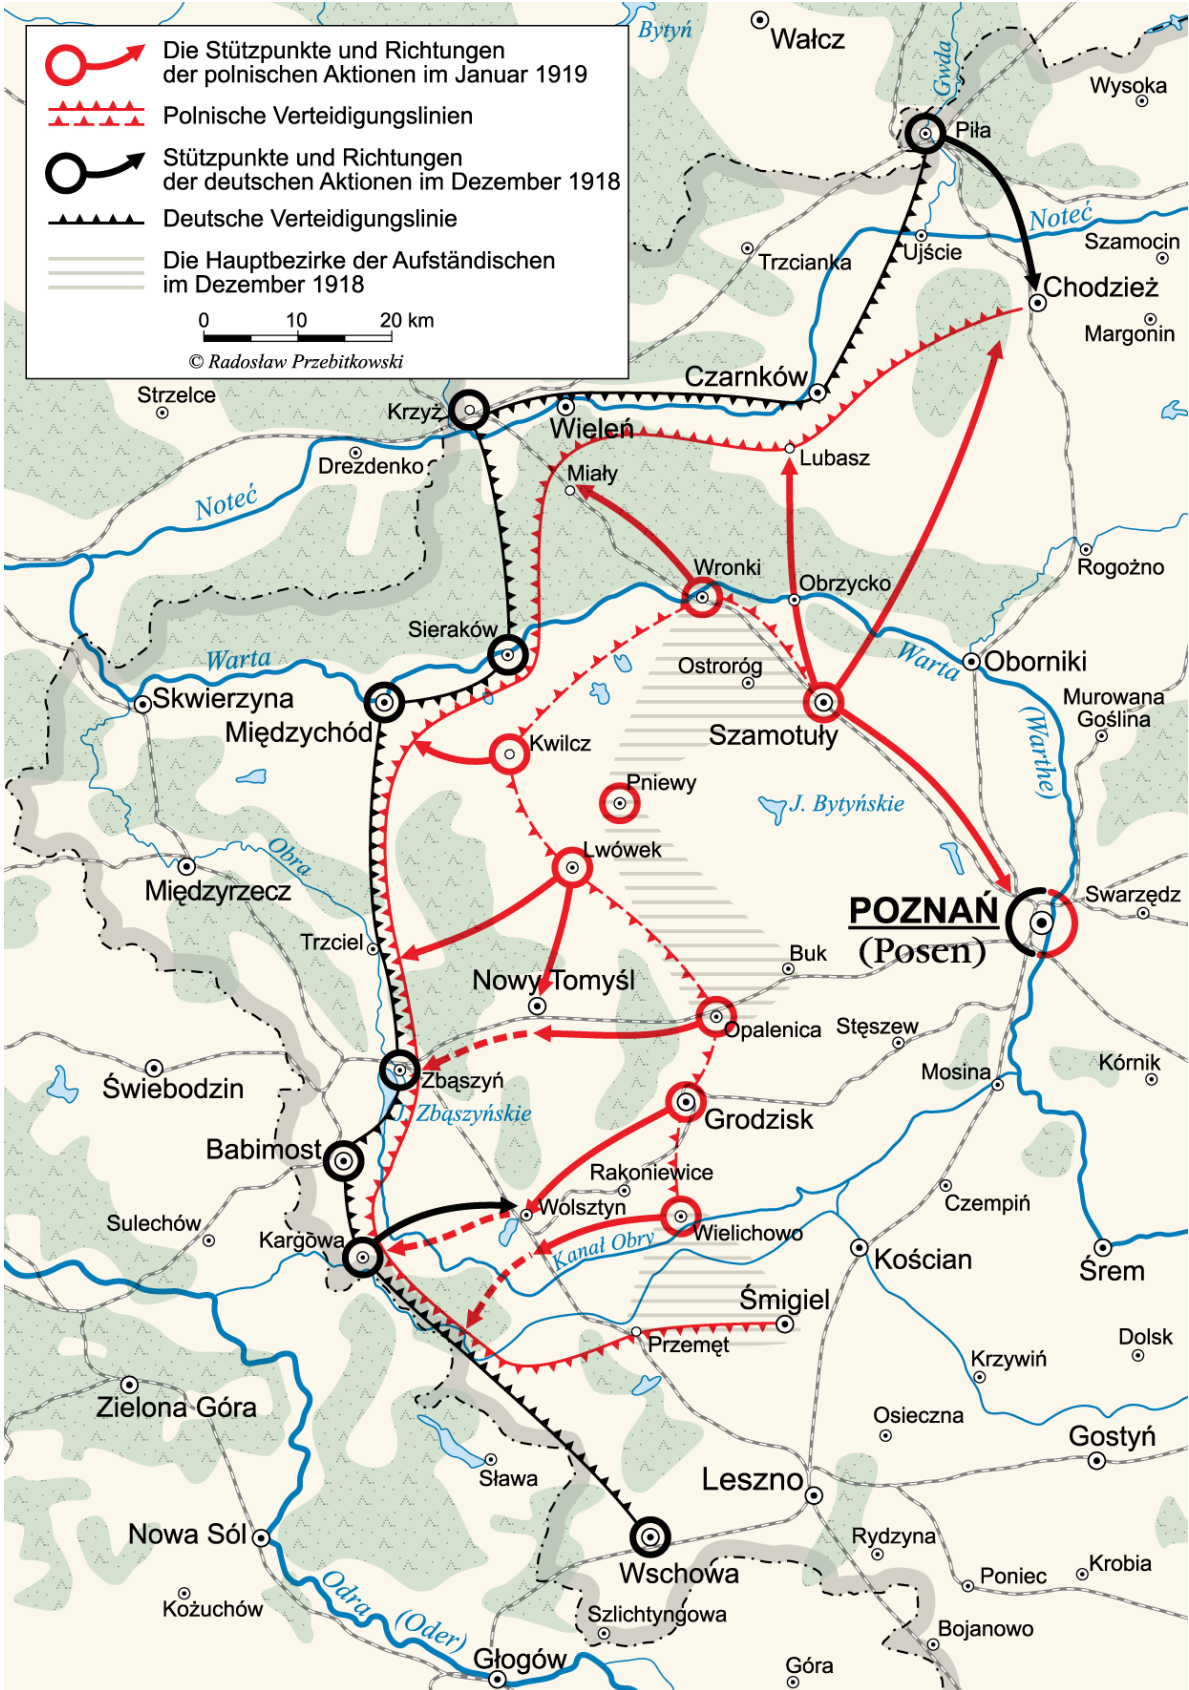 Die Stützpunkte und Richtungen
der polnischen Aktionen im Januar 1919
Polnische Verteidigungslinien
Stützpunkte und Richtungen
der deutschen Aktionen im Dezember 1918
Deutsche Verteidigungslinie
Die Hauptbezirke der Aufständischen
im Dezember 1918
0 10 20 km
© Radosław Przebitkowski
Bytyń
Wałcz
Gwda
Wysoka
Piła
Noteć
Ujście
Szamocin
Trzcianka
Chodzież
Margonin
Czarnków
Strzelce
Krzyż
Wieleń
Drezdenko
Lubasz
Miały
Noteć
Wronki
Rogoźno
Obrzycko
Sieraków
Warta
Warta
Ostroróg
Oborniki
Skwierzyna
Murowana
Goślina
Międzychód
Kwilcz
Szamotuły
(Warthe)
Pniewy
J. Bytyńskie
Obra
Lwówek
Międzyrzecz
Swarzędz
POZNAŃ
(Posen)
Trzciel
Buk
Nowy Tomyśl
Opalenica
Stęszew
Kórnik
Mosina
Świebodzin
Zbąszyń
J. Zbąszyńskie
Grodzisk
Babimost
Rakoniewice
Czempiń
Wolsztyn
Sulechów
Kargowa
Wielichowo
Kanał Obry
Kościan
Śrem
Śmigiel
Przemęt
Dolsk
Krzywiń
Zielona Góra
Osieczna
Gostyń
Sława
Leszno
Nowa Sól
Rydzyna
Wschowa
Poniec
Krobia
Kożuchów
Odra
(Oder)
Szlichtyngowa
Bojanowo
Głogów
Góra